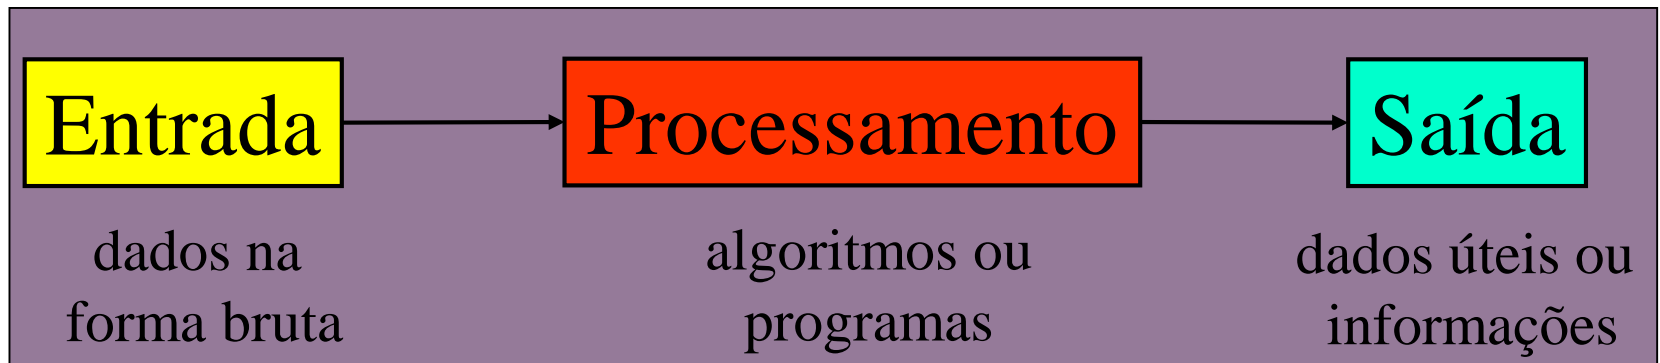 Entrada
Processamento
Saída
dados na
forma bruta
algoritmos ou
programas
dados úteis ou
informações